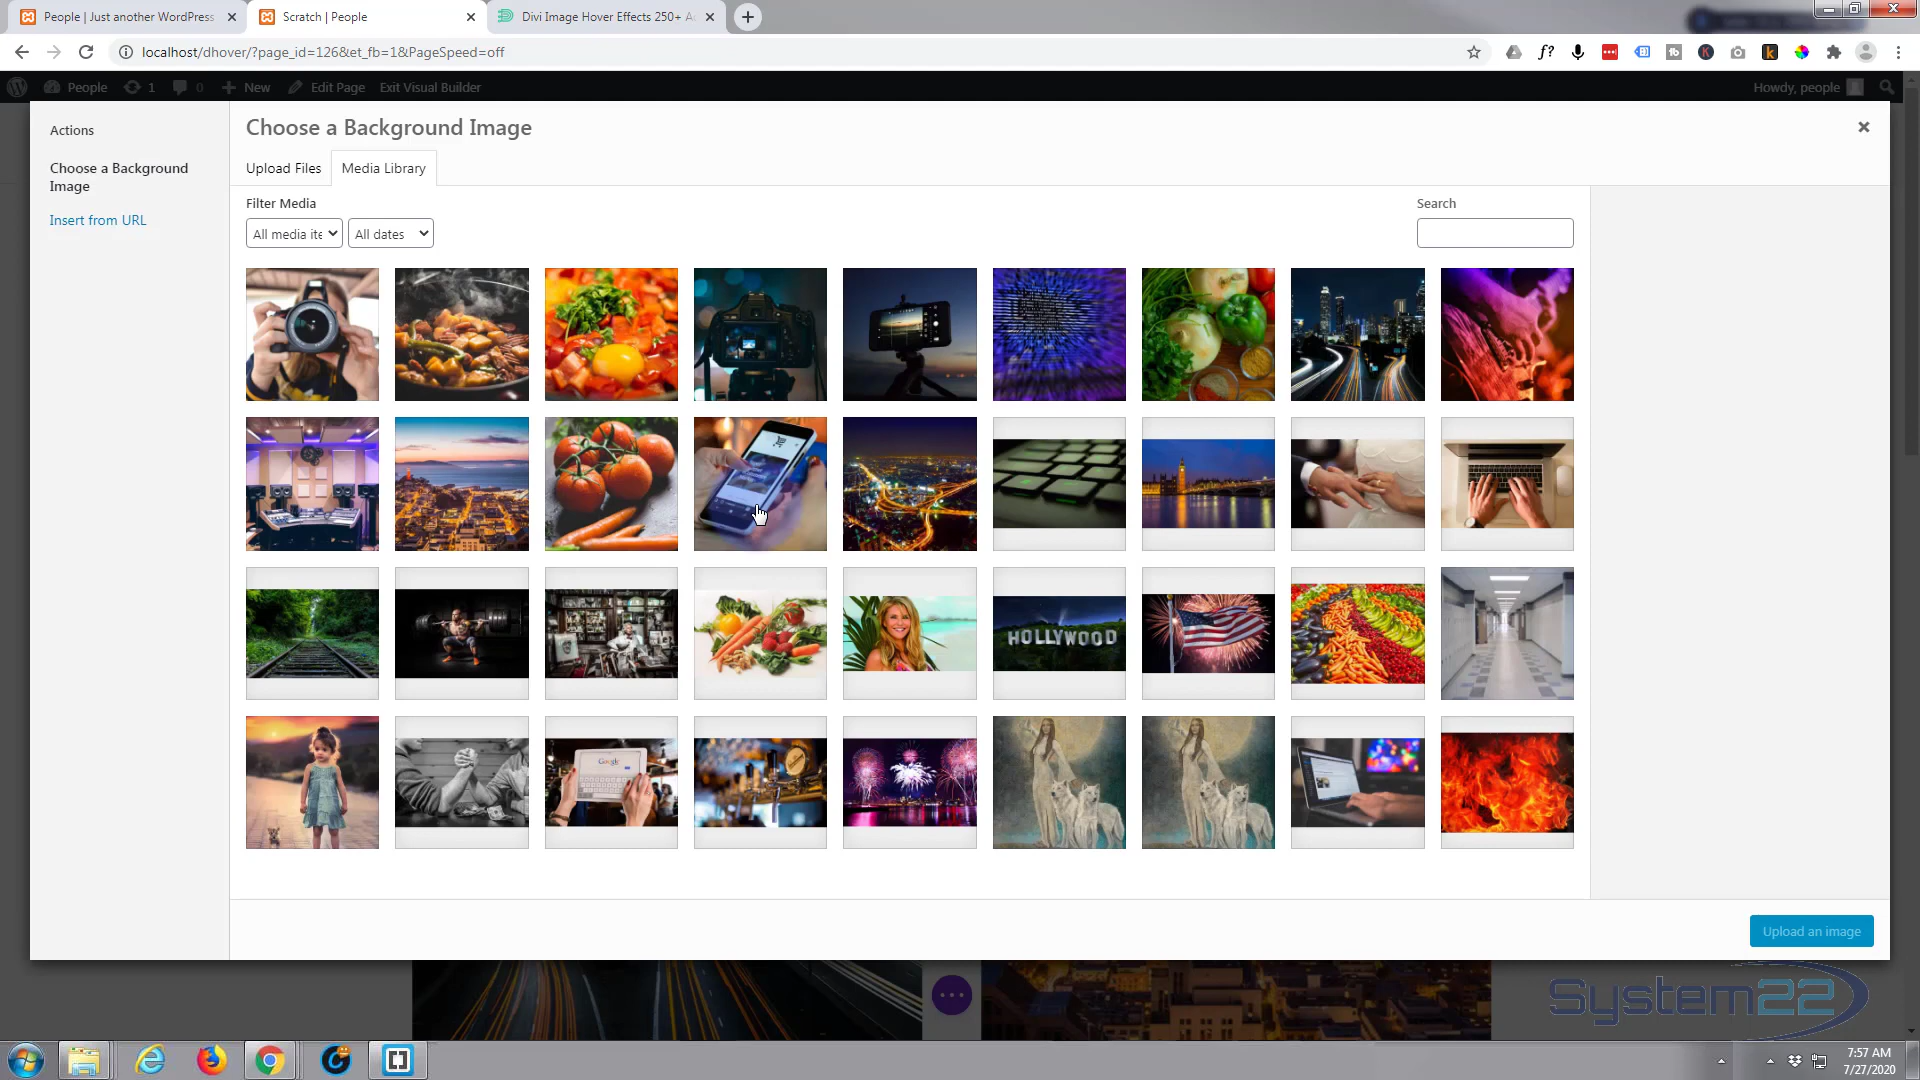 People | Just another WordPress
Scratch | People
Divi Image Hover Effects 250+ A
localhost/dhover/?page_id=126&et_fb=1&PageSpeed=off
People
1
0
New
Edit Page
Exit Visual Builder
Howdy, people
Actions
Choose a Background
Image
Insert from URL
Choose a Background Image
Upload Files
Media Library
Filter Media
Search
All media ite
All dates
HOLLYWOOD
Google
Upload an image
System22
7:57 AM
7/27/2020